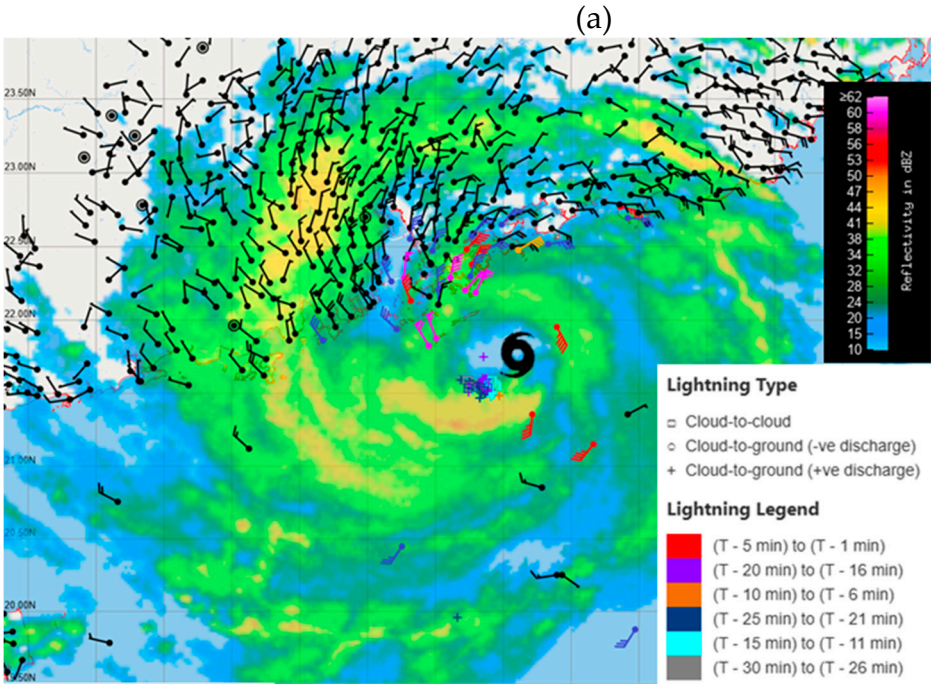 (a)
23.50N
23.00N
22.50N
22.00N
21.00N
20.50N
20.00N
≥62
60
58
56
53
50
47
44
41
38
34
28
24
20
15
10
Reflectivity in dBZ
Lightning Type
Cloud-to-cloud
Cloud-to-ground (-ve discharge)
Cloud-to-ground (+ve discharge)
Lightning Legend
(T - 5 min) to (T - 1 min)
(T - 20 min) to (T - 16 min)
(T - 10 min) to (T - 6 min)
(T - 25 min) to (T - 21 min)
(T - 15 min) to (T - 11 min)
(T - 30 min) to (T - 26 min)